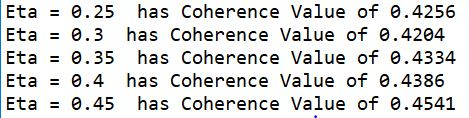 Eta = 0.25  has Coherence Value of 0.4256
Eta = 0.3  has Coherence Value of 0.4204
Eta = 0.35  has Coherence Value of 0.4334
Eta = 0.4  has Coherence Value of 0.4386
Eta = 0.45  has Coherence Value of 0.4541